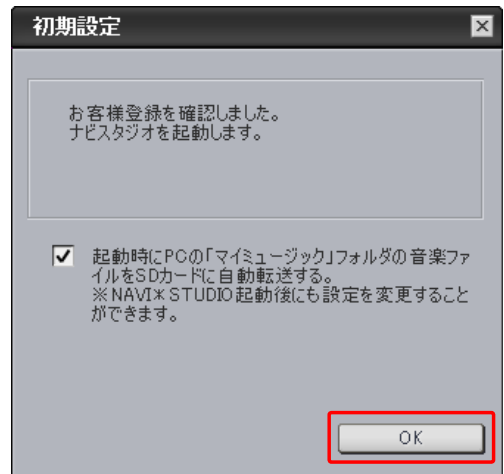 初期設定
お客様登録を確認しました。
ナビスタジオを起動します。
起動時にPCの「マイミュージック」フォルダの音楽ファ
イルをSDカードに自動転送する。
※NAVI*STUDIO起動後にも設定を変更すること
ができます。
OK